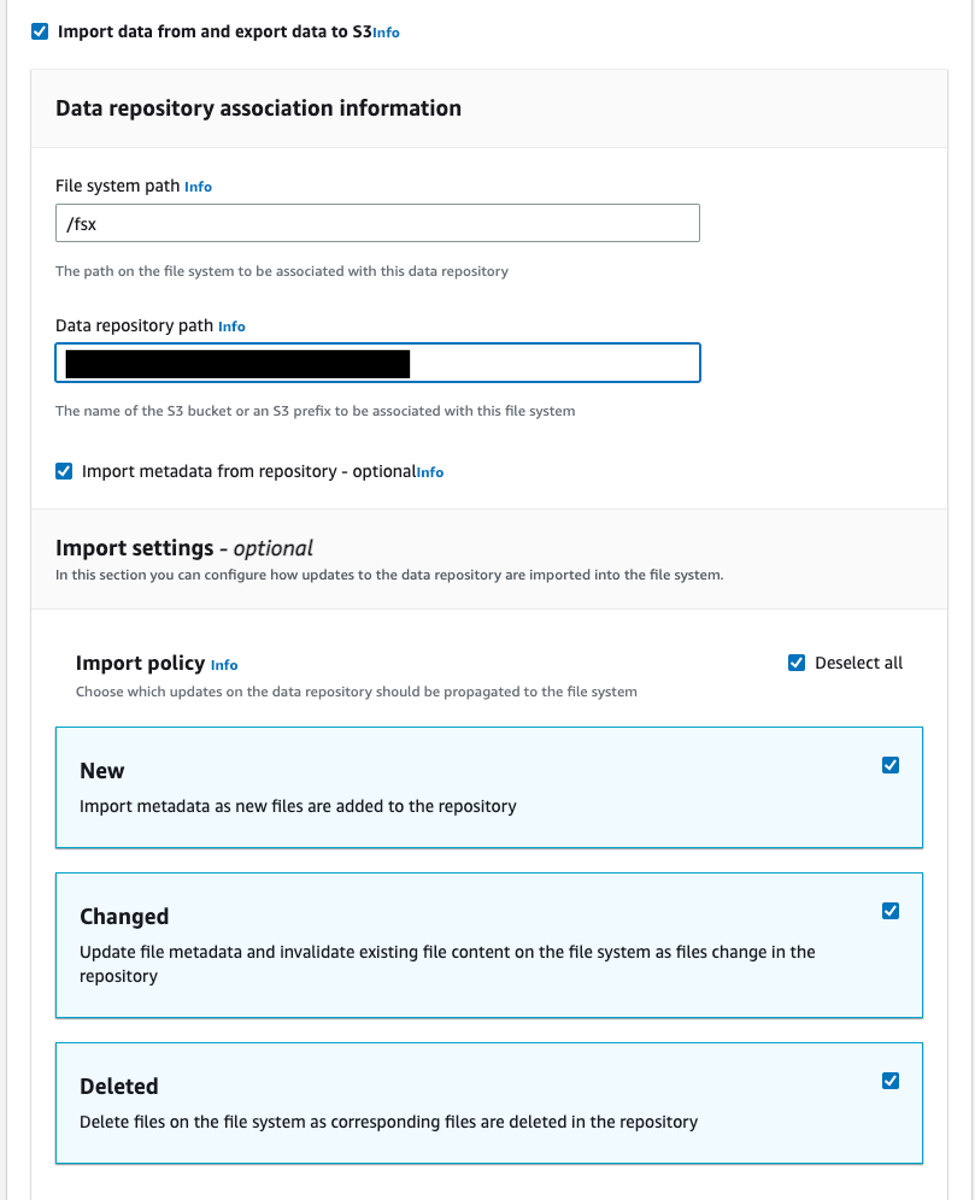 Import data from and export data to S3Info
Data repository association information
File system path Info
/fsx
The path on the file system to be associated with this data repository
Data repository path Info
The name of the S3 bucket or an S3 prefix to be associated with this file system
Import metadata from repository - optionalInfo
Import settings - optional
In this section you can configure how updates to the data repository are imported into the file system.
Import policy Info
Deselect all
Choose which updates on the data repository should be propagated to the file system
New
Import metadata as new files are added to the repository
Changed
Update file metadata and invalidate existing file content on the file system as files change in the
repository
Deleted
Delete files on the file system as corresponding files are deleted in the repository